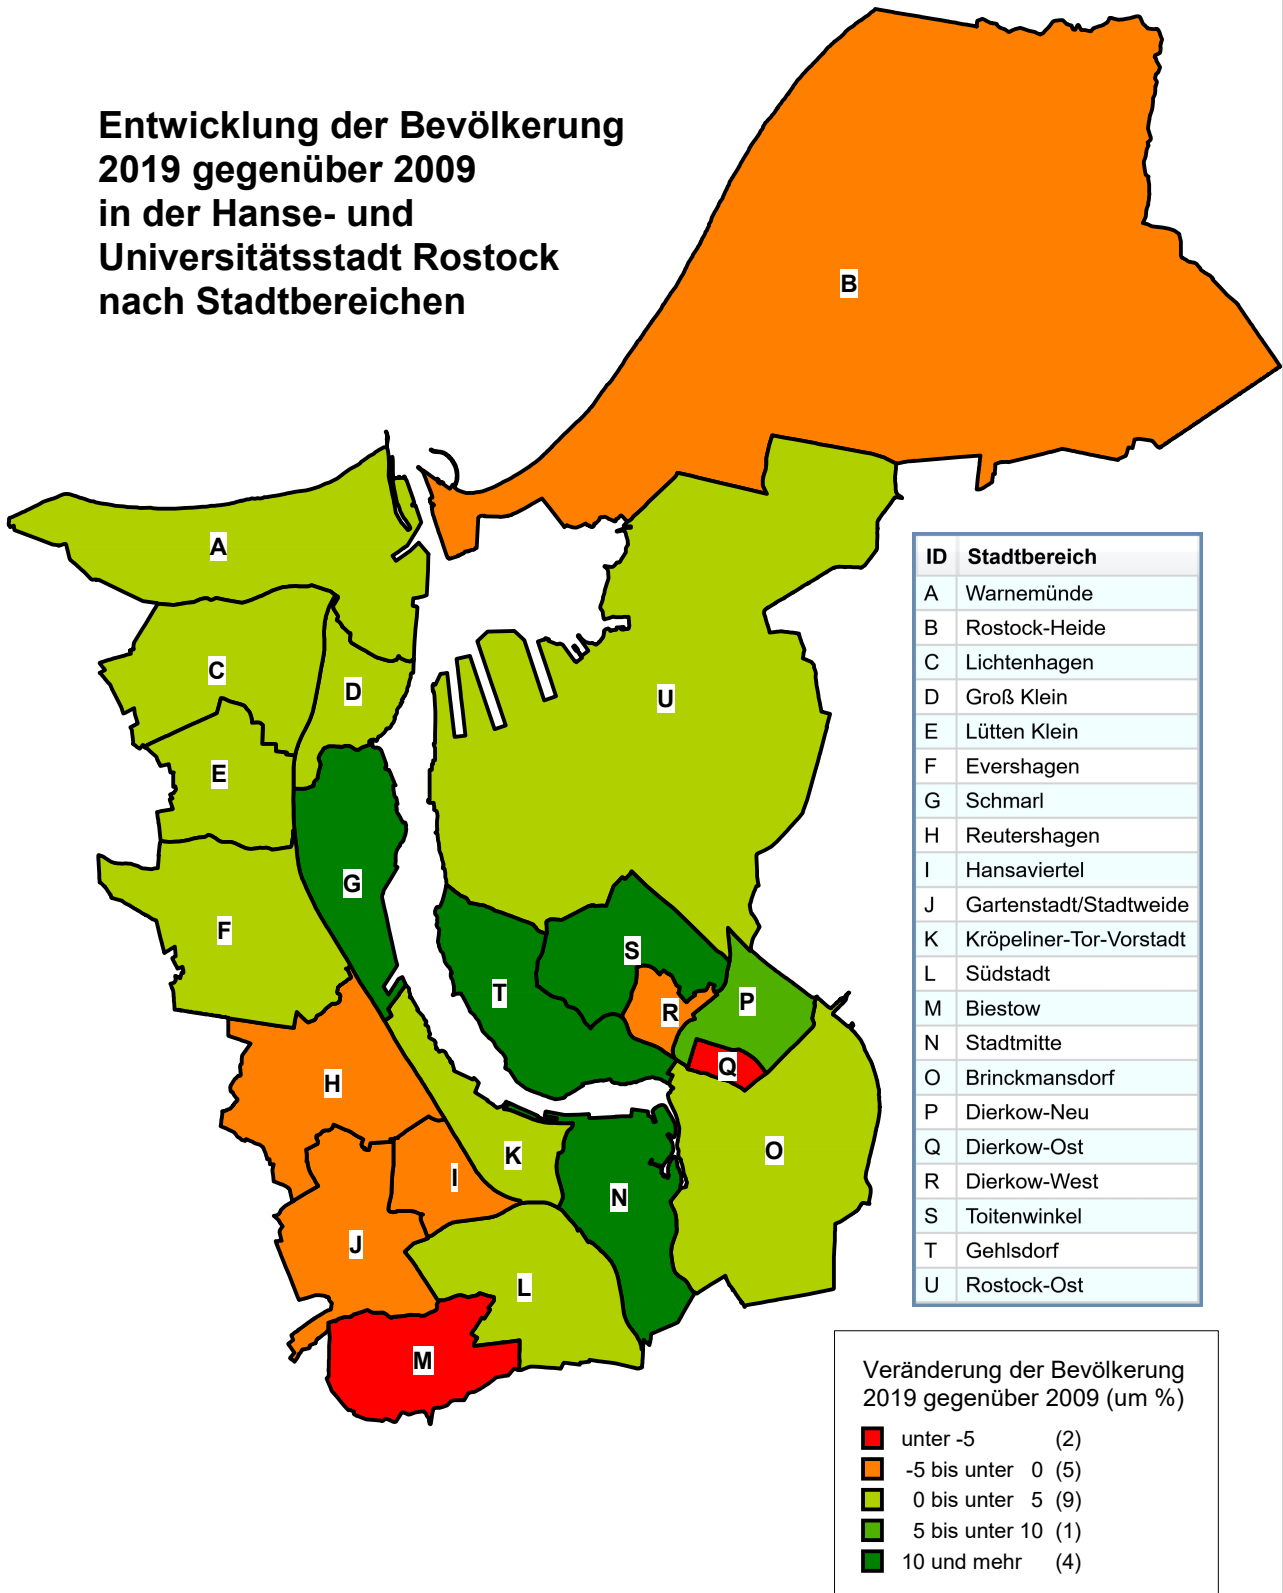 Entwicklung der Bevölkerung
2019 gegenüber 2009
in der Hanse- und
Universitätsstadt Rostock
nach Stadtbereichen
B
A
C
D
U
E
G
F
S
T
R
P
Q
H
K
O
I
N
J
L
M
ID Stadtbereich
A Warnemünde
B Rostock-Heide
C Lichtenhagen
D Groß Klein
E Lütten Klein
F Evershagen
G Schmarl
H Reutershagen
I Hansaviertel
J Gartenstadt/Stadtweide
K Kröpeliner-Tor-Vorstadt
L Südstadt
M Biestow
N Stadtmitte
O Brinckmansdorf
P Dierkow-Neu
Q Dierkow-Ost
R Dierkow-West
S Toitenwinkel
T Gehlsdorf
U Rostock-Ost
Veränderung der Bevölkerung
2019 gegenüber 2009 (um %)
unter -5 (2)
-5 bis unter 0 (5)
0 bis unter 5 (9)
5 bis unter 10 (1)
10 und mehr (4)